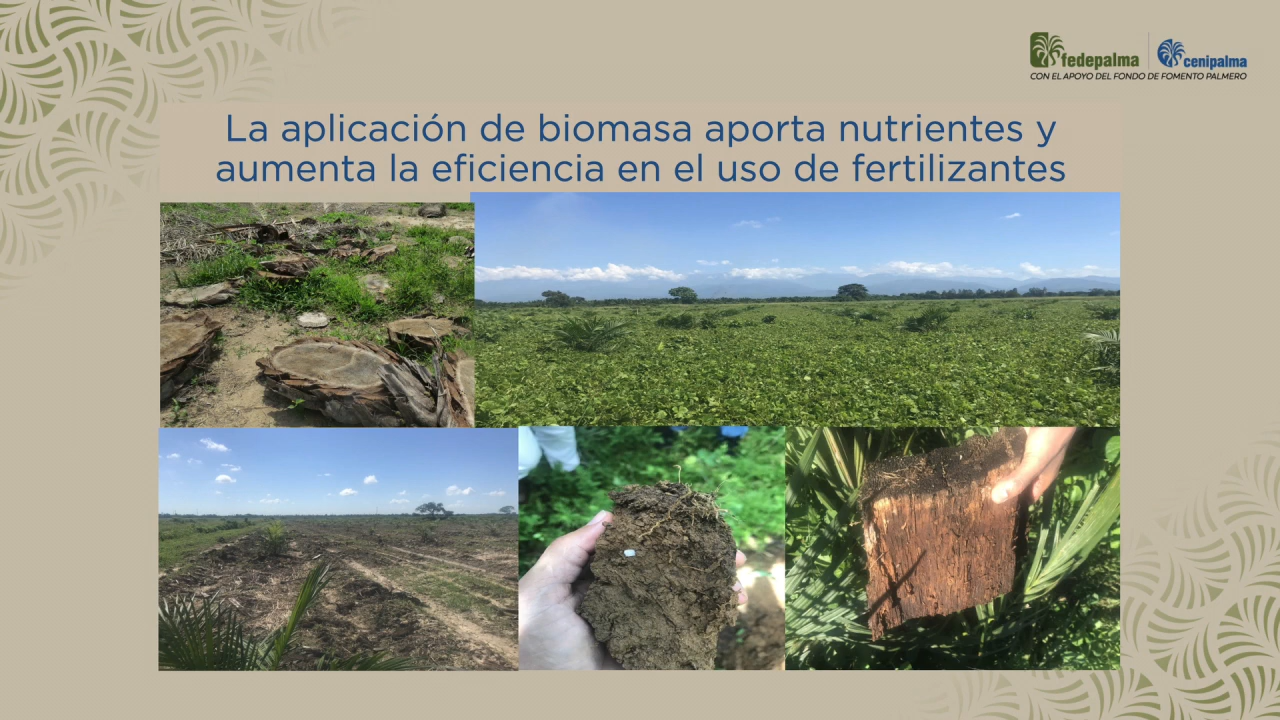 fedepalma cenipalma
CON EL APOYO DEL FONDO DE FOMENTO PALMERO
La aplicación de biomasa aporta nutrientes y
aumenta la eficiencia en el uso de fertilizantes